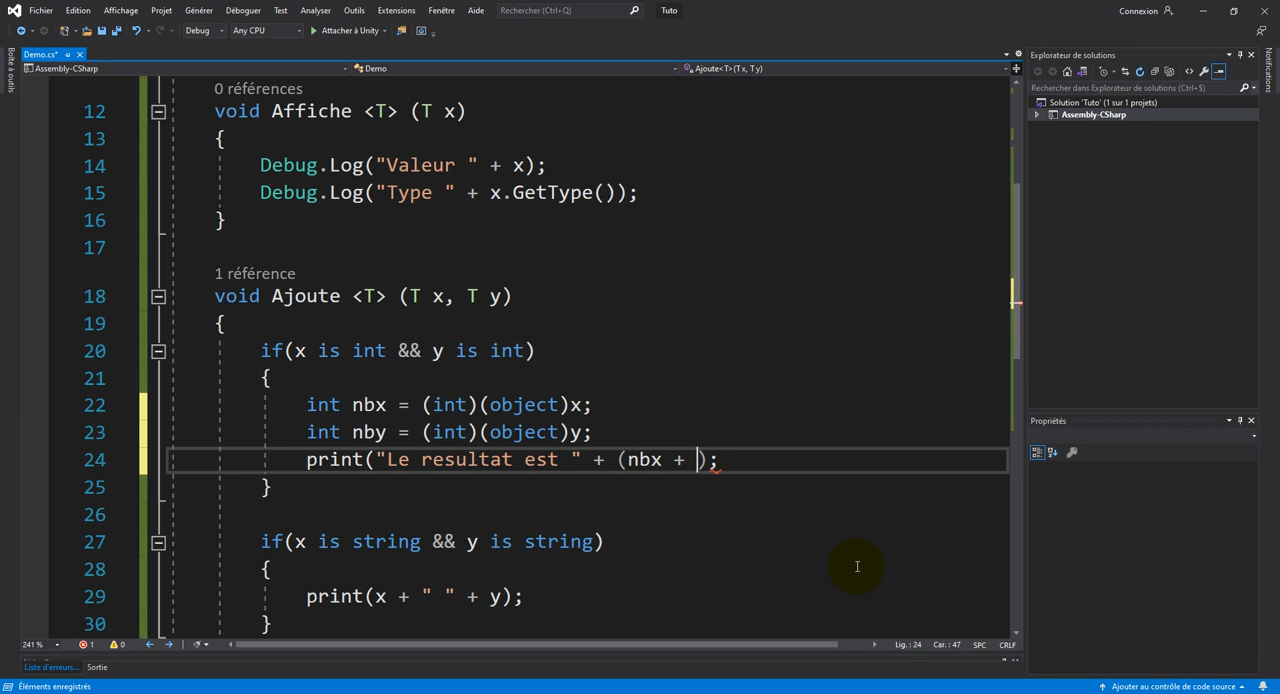 Fichier Edition Affichage Projet Générer Déboguer Test Analyser Outils Extensions Fenêtre Aide Rechercher (Ctrl+Q) Tuto Connexion
Debug Any CPU Attacher à Unity
Boîte à outils
Demo.cs*
Assembly-CSharp Demo Ajoute<T>(T x, T y)
0 références
12 void Affiche <T> (T x)
13 {
14 Debug.Log("Valeur " + x);
15 Debug.Log("Type " + x.GetType());
16 }
17
1 référence
18 void Ajoute <T> (T x, T y)
19 {
20 if(x is int && y is int)
21 {
22 int nbx = (int)(object)x;
23 int nby = (int)(object)y;
24 print("Le resultat est " + (nbx + );
25 }
26
27 if(x is string && y is string)
28 {
29 print(x + " " + y);
30 }
241 % 1 0 Lig. : 24 Car. : 47 SPC CRLF
Liste d'erreurs... Sortie
Explorateur de solutions
Rechercher dans Explorateur de solutions (Ctrl+$)
Solution 'Tuto' (1 sur 1 projets)
Assembly-CSharp
Propriétés
Notifications
Éléments enregistrés Ajouter au contrôle de code source